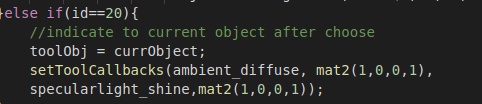 }else if(id==20){
//indicate to current object after choose
toolObj = currObject;
setToolCallbacks(ambient_diffuse, mat2(1,0,0,1),
specularlight_shine,mat2(1,0,0,1));